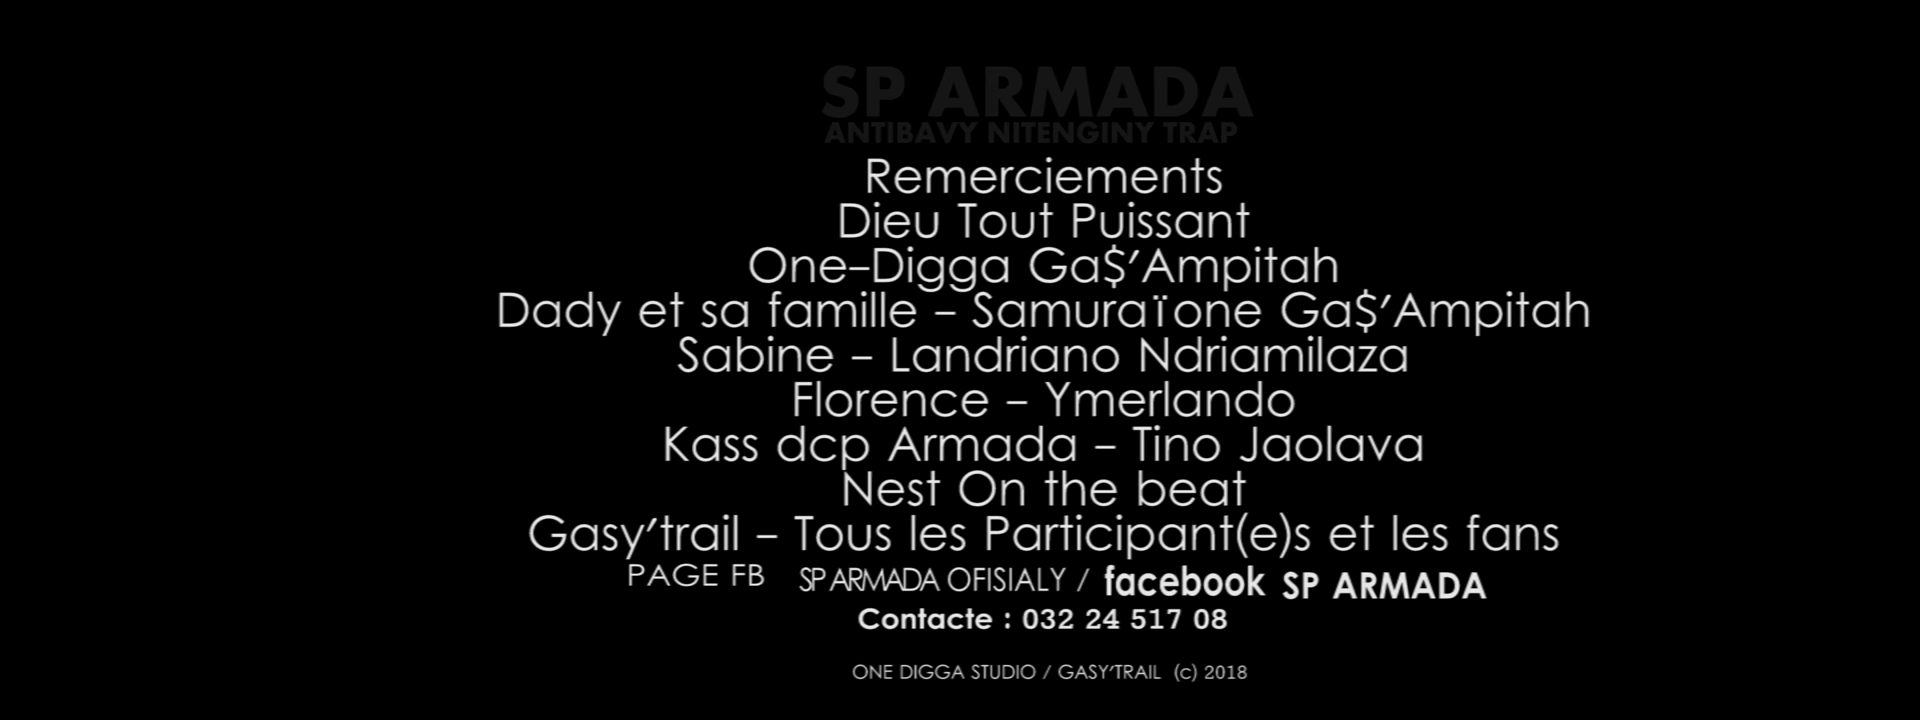 SP ARMADA
ANTIBAVY NITENGINY TRAP
Remerciements
Dieu Tout Puissant
One-Digga Ga$'Ampitah
Dady et sa famille - Samuraïone Ga$'Ampitah
Sabine - Landriano Ndriamilaza
Florence - Ymerlando
Kass dcp Armada - Tino Jaolava
Nest On the beat
Gasy'trail - Tous les Participant(e)s et les fans
PAGE FB SP ARMADA OFISIALY / facebook SP ARMADA
Contacte : 032 24 517 08
ONE DIGGA STUDIO / GASY'TRAIL (c) 2018